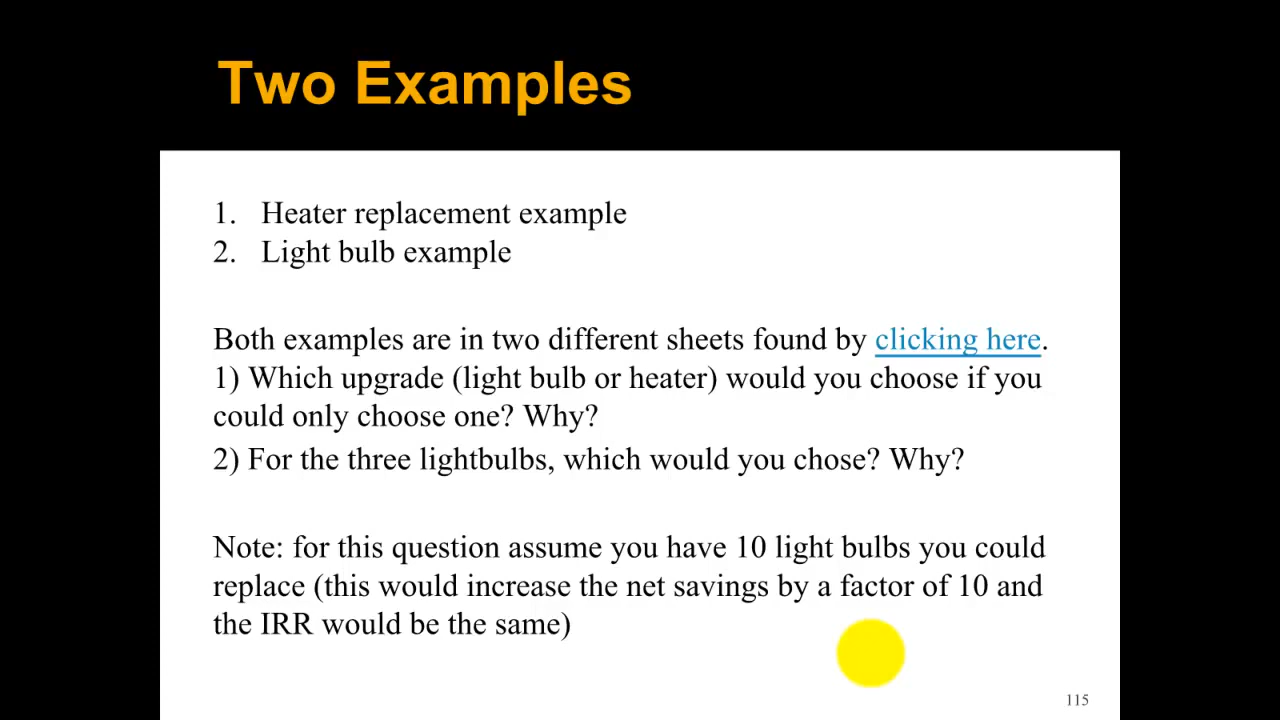 Two Examples
1. Heater replacement example
2. Light bulb example
Both examples are in two different sheets found by clicking here.
1) Which upgrade (light bulb or heater) would you choose if you
could only choose one? Why?
2) For the three lightbulbs, which would you chose? Why?
Note: for this question assume you have 10 light bulbs you could
replace (this would increase the net savings by a factor of 10 and
the IRR would be the same)
115